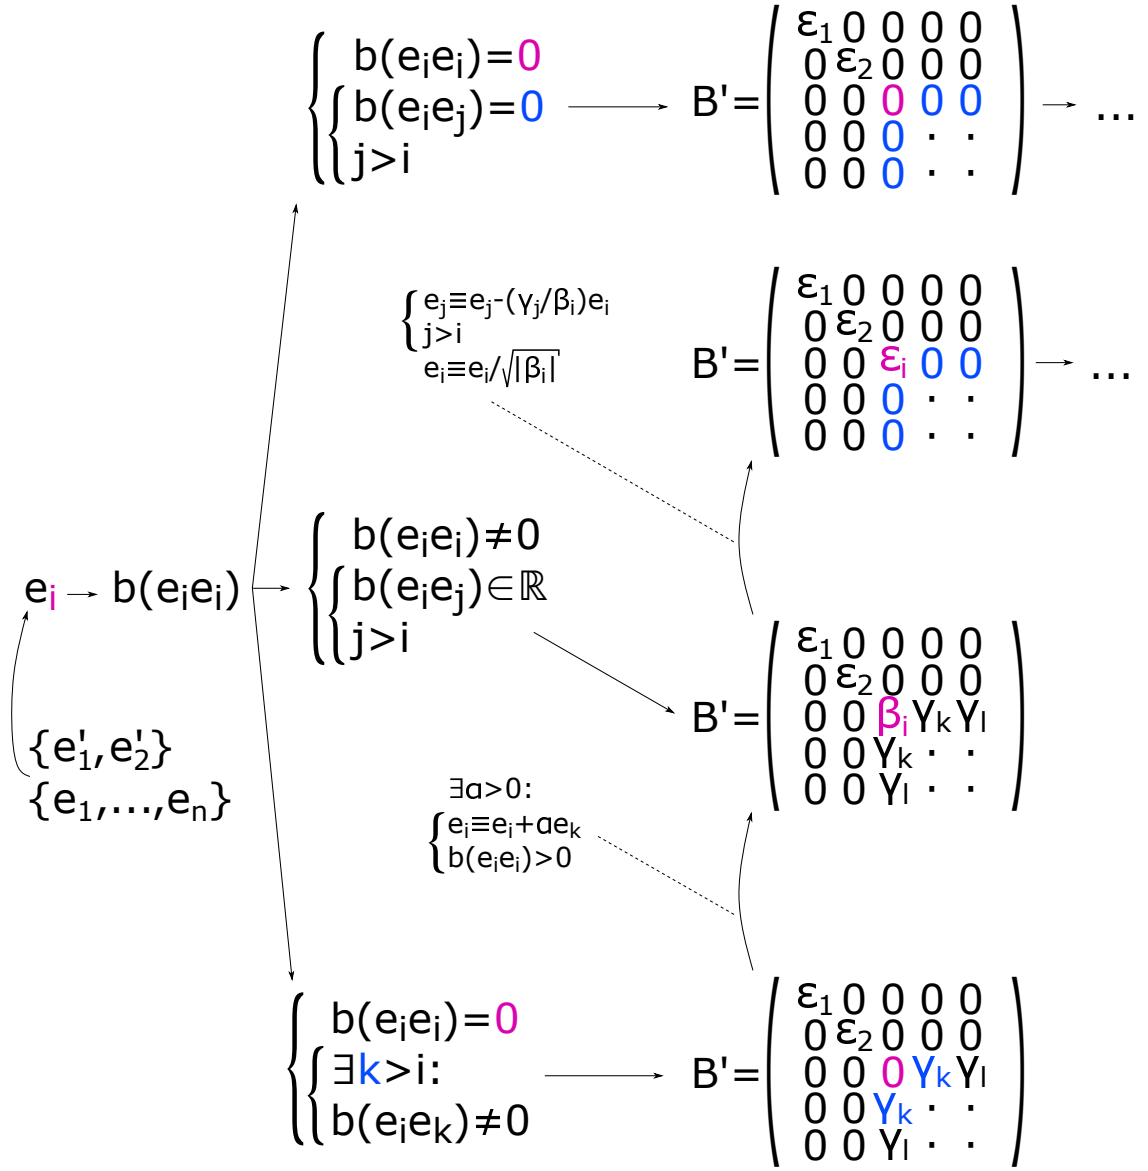 b(eᵢeᵢ)=0
b(eᵢeⱼ)=0
j>i
B'=
ε₁ 0 0 0 0
0 ε₂ 0 0 0
0 0 0 0 0
0 0 0 · ·
0 0 0 · ·
...
eⱼ≡eⱼ-(γⱼ/βᵢ)eᵢ
j>i
eᵢ≡eᵢ/√|βᵢ|
B'=
ε₁ 0 0 0 0
0 ε₂ 0 0 0
0 0 εᵢ 0 0
0 0 0 · ·
0 0 0 · ·
...
b(eᵢeᵢ)≠0
b(eᵢeⱼ)∈ℝ
j>i
eᵢ → b(eᵢeᵢ)
{e'₁,e'₂}
{e₁,...,eₙ}
B'=
ε₁ 0 0 0 0
0 ε₂ 0 0 0
0 0 βᵢ γₖ γₗ
0 0 γₖ · ·
0 0 γₗ · ·
∃α>0:
eᵢ≡eᵢ+αeₖ
b(eᵢeᵢ)>0
b(eᵢeᵢ)=0
∃k>i:
b(eᵢeₖ)≠0
B'=
ε₁ 0 0 0 0
0 ε₂ 0 0 0
0 0 0 γₖ γₗ
0 0 γₖ · ·
0 0 γₗ · ·